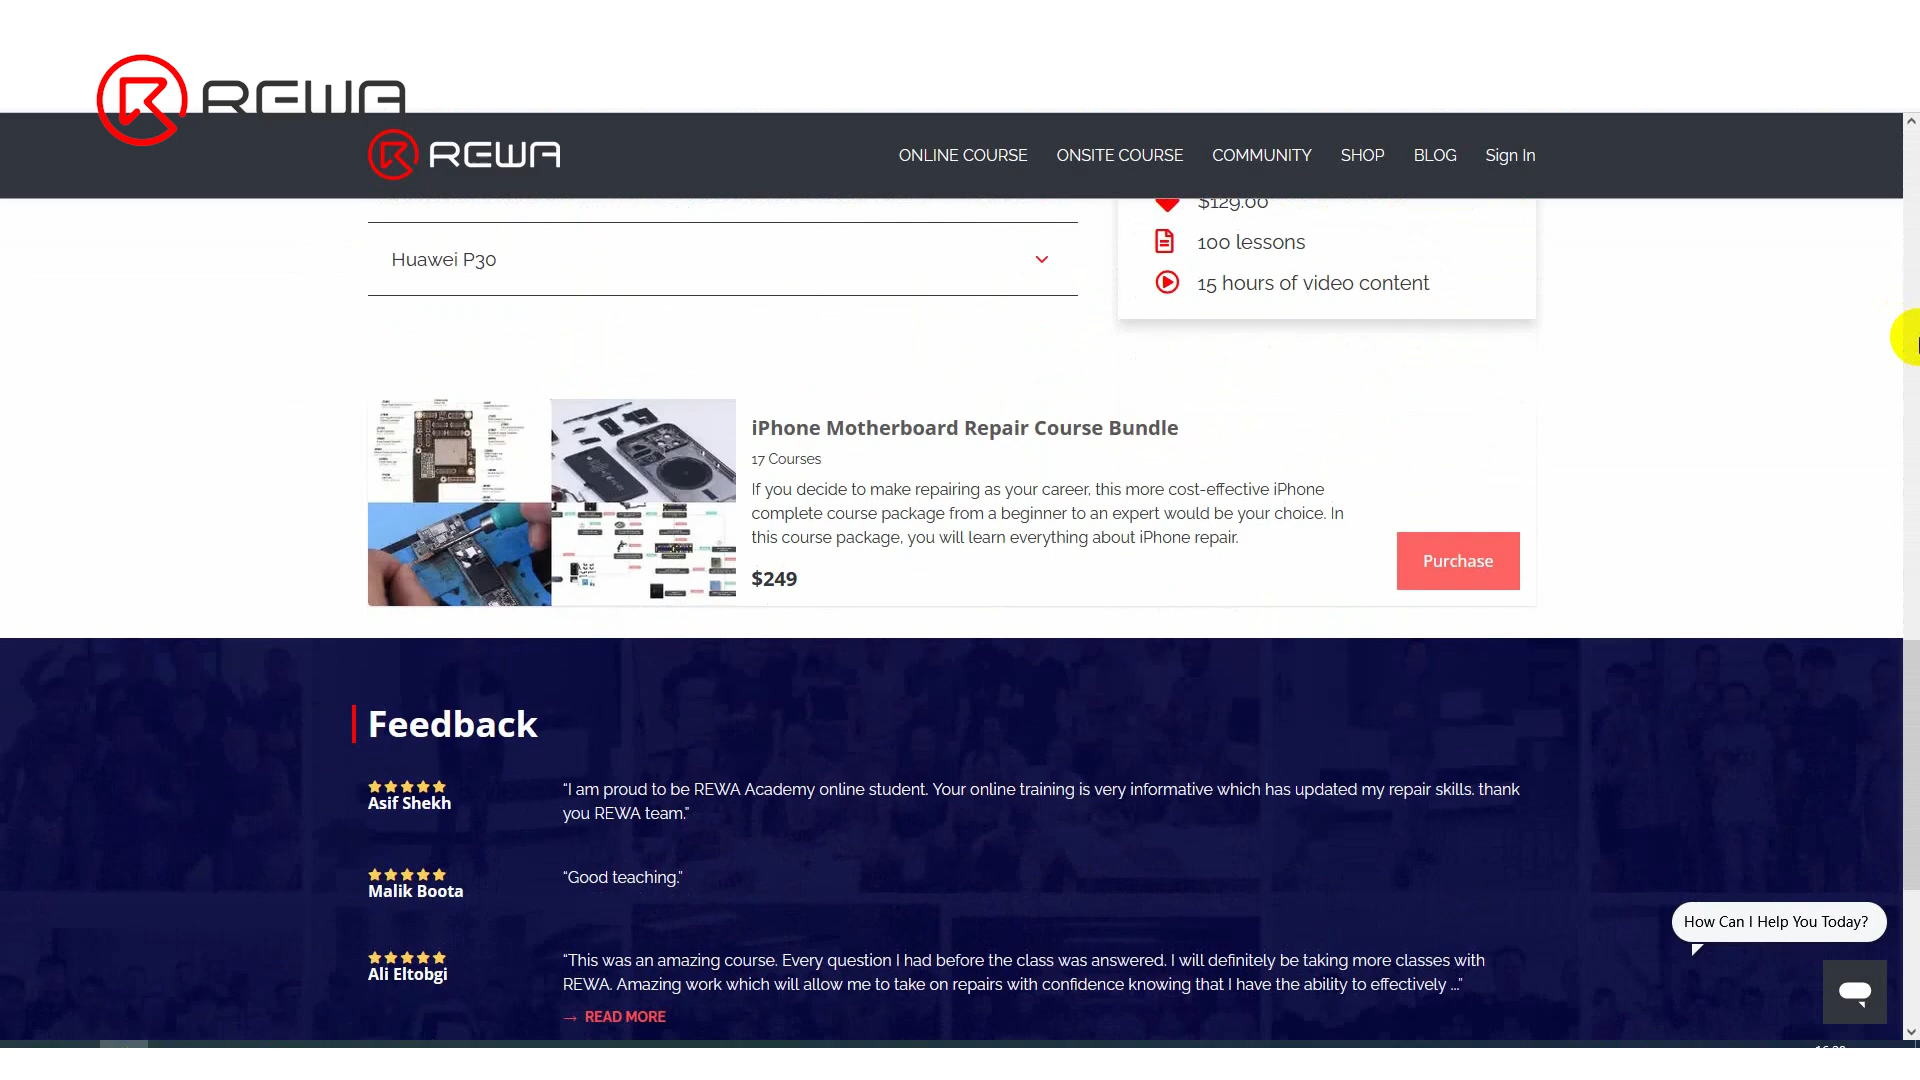 REWA
REWA
ONLINE COURSE
ONSITE COURSE
COMMUNITY
SHOP
BLOG
Sign In
$129.00
Huawei P30
100 lessons
15 hours of video content
iPhone Motherboard Repair Course Bundle
17 Courses
If you decide to make repairing as your career, this more cost-effective iPhone
complete course package from a beginner to an expert would be your choice. In
this course package, you will learn everything about iPhone repair.
$249
Purchase
Feedback
Asif Shekh
“I am proud to be REWA Academy online student. Your online training is very informative which has updated my repair skills. thank
you REWA team.”
Malik Boota
“Good teaching.”
Ali Eltobgi
“This was an amazing course. Every question I had before the class was answered. I will definitely be taking more classes with
REWA. Amazing work which will allow me to take on repairs with confidence knowing that I have the ability to effectively ...”
→ READ MORE
How Can I Help You Today?